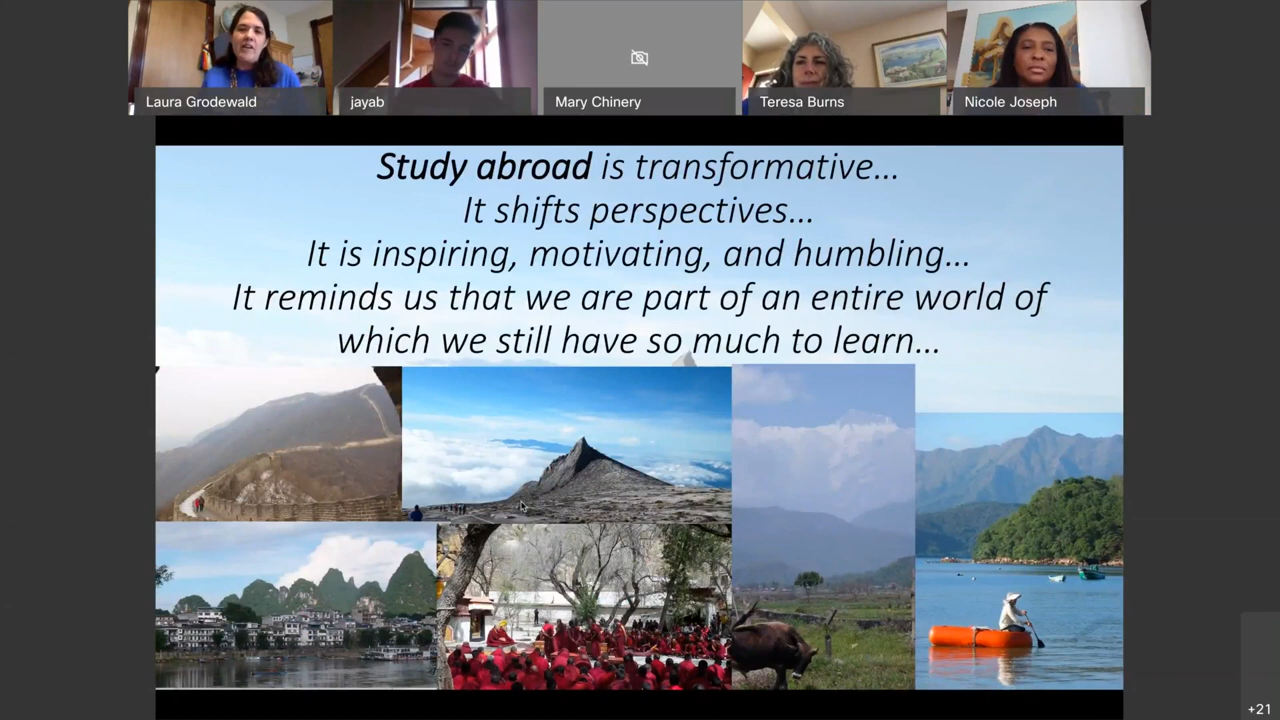 Laura Grodewald
jayab
Mary Chinery
Teresa Burns
Nicole Joseph
Study abroad is transformative...
It shifts perspectives...
It is inspiring, motivating, and humbling...
It reminds us that we are part of an entire world of
which we still have so much to learn...
+21